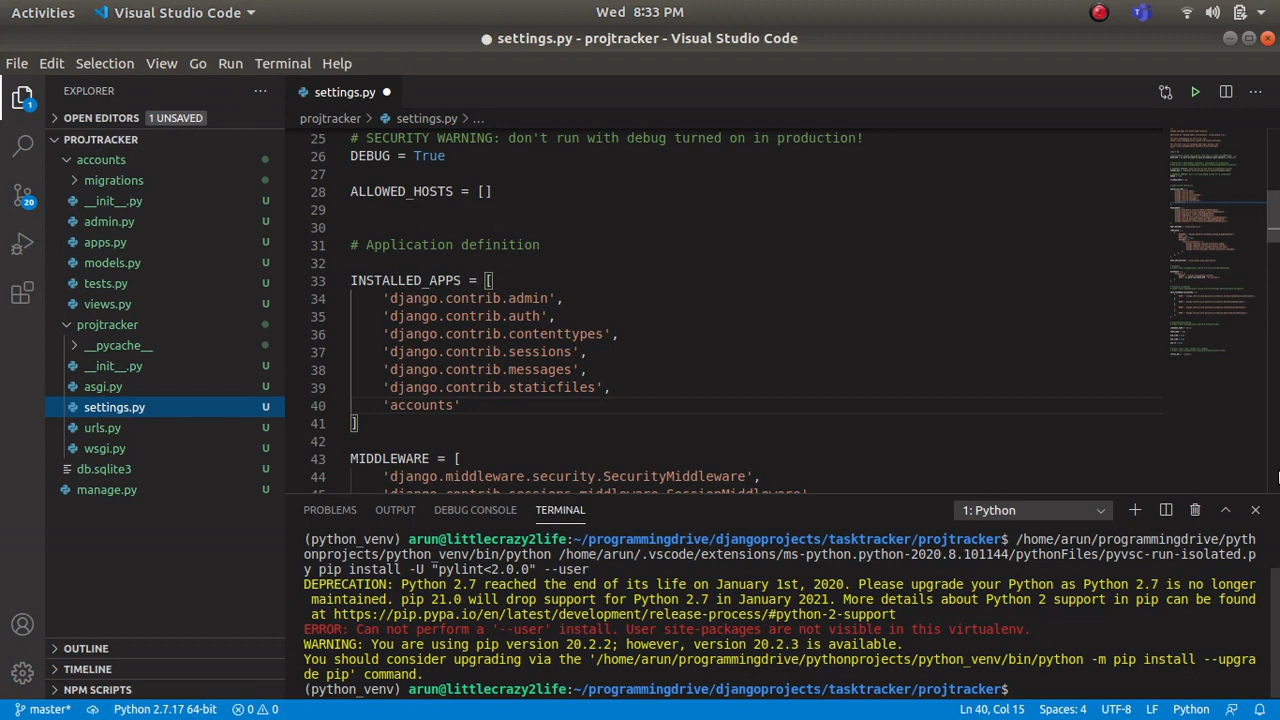 Activities
Visual Studio Code
Wed 8:33 PM
settings.py - projtracker - Visual Studio Code
File Edit Selection View Go Run Terminal Help
1
20
EXPLORER
OPEN EDITORS 1 UNSAVED
PROJTRACKER
accounts
migrations
__init__.py U
admin.py U
apps.py U
models.py U
tests.py U
views.py U
projtracker
__pycache__
__init__.py U
asgi.py U
settings.py U
urls.py U
wsgi.py U
db.sqlite3 U
manage.py U
OUTLINE
TIMELINE
NPM SCRIPTS
settings.py
projtracker > settings.py > ...
25 # SECURITY WARNING: don't run with debug turned on in production!
26 DEBUG = True
27
28 ALLOWED_HOSTS = []
29
30
31 # Application definition
32
33 INSTALLED_APPS = [
34 'django.contrib.admin',
35 'django.contrib.auth',
36 'django.contrib.contenttypes',
37 'django.contrib.sessions',
38 'django.contrib.messages',
39 'django.contrib.staticfiles',
40 'accounts'
41 ]
42
43 MIDDLEWARE = [
44 'django.middleware.security.SecurityMiddleware',
45 'django.contrib.sessions.middleware.SessionMiddleware'
PROBLEMS OUTPUT DEBUG CONSOLE TERMINAL 1: Python
(python_venv) arun@littlecrazy2life:~/programmingdrive/djangoprojects/tasktracker/projtracker$ /home/arun/programmingdrive/pyth
onprojects/python_venv/bin/python /home/arun/.vscode/extensions/ms-python.python-2020.8.101144/pythonFiles/pyvsc-run-isolated.p
y pip install -U "pylint<2.0.0" --user
DEPRECATION: Python 2.7 reached the end of its life on January 1st, 2020. Please upgrade your Python as Python 2.7 is no longer
maintained. pip 21.0 will drop support for Python 2.7 in January 2021. More details about Python 2 support in pip can be found
at https://pip.pypa.io/en/latest/development/release-process/#python-2-support
ERROR: Can not perform a '--user' install. User site-packages are not visible in this virtualenv.
WARNING: You are using pip version 20.2.2; however, version 20.2.3 is available.
You should consider upgrading via the '/home/arun/programmingdrive/pythonprojects/python_venv/bin/python -m pip install --upgra
de pip' command.
(python_venv) arun@littlecrazy2life:~/programmingdrive/djangoprojects/tasktracker/projtracker$
master* Python 2.7.17 64-bit 0 0 Ln 40, Col 15 Spaces: 4 UTF-8 LF Python